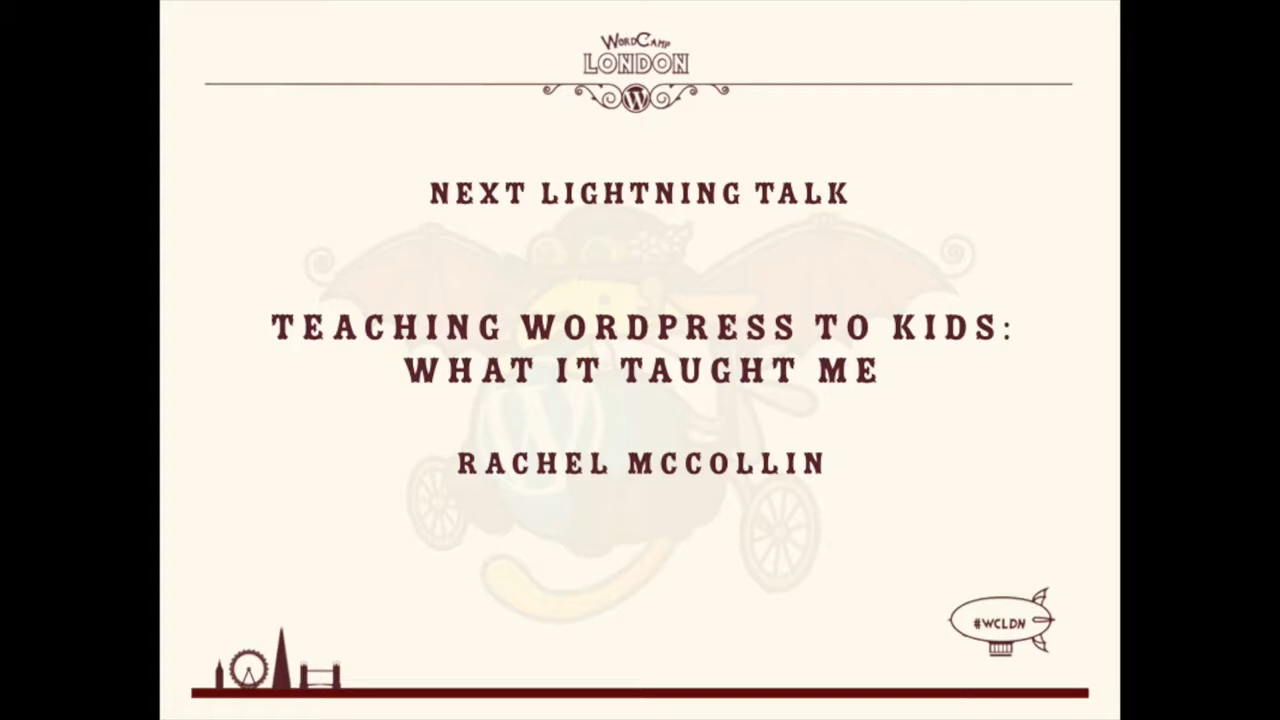 WORDCAMP
LONDON
NEXT LIGHTNING TALK
TEACHING WORDPRESS TO KIDS:
WHAT IT TAUGHT ME
RACHEL MCCOLLIN
#WCLDN